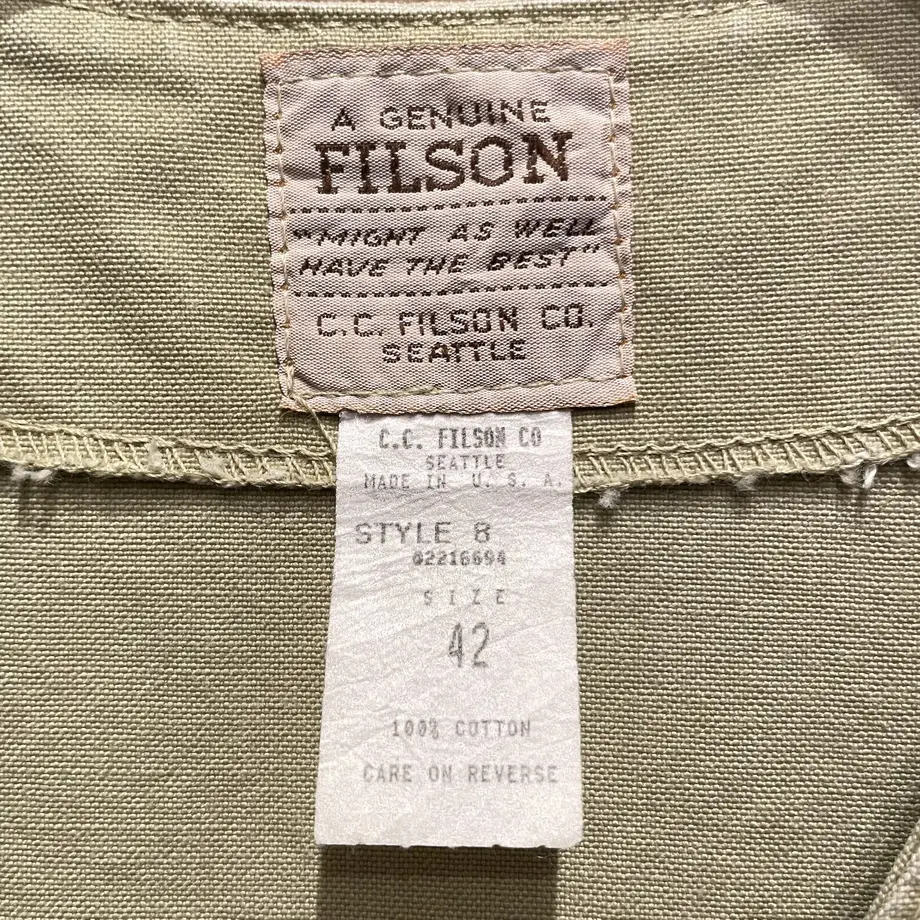 A GENUINE
FILSON
"MIGHT AS WELL
HAVE THE BEST"
C.C. FILSON CO.
SEATTLE
C.C. FILSON CO
SEATTLE
MADE IN U.S.A.
STYLE 8
02216694
SIZE
42
100% COTTON
CARE ON REVERSE